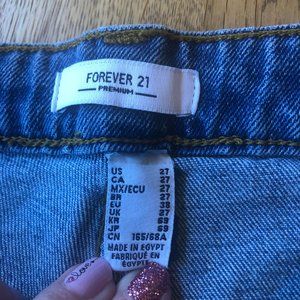 FOREVER 21
PREMIUM
US 27
CA 27
MX/ECU 27
BR 27
EU 38
UK 27
KR 69
JP 69
CN 165/68A
MADE IN EGYPT
FABRIQUÉ EN
ÉGYPTE